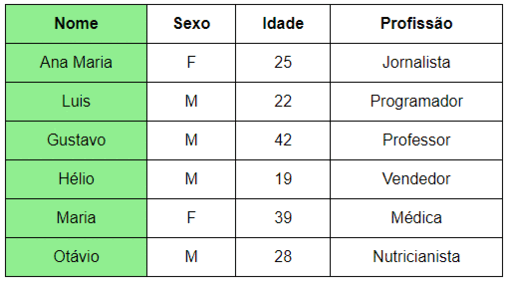 Nome Sexo Idade Profissão
Ana Maria F 25 Jornalista
Luis M 22 Programador
Gustavo M 42 Professor
Hélio M 19 Vendedor
Maria F 39 Médica
Otávio M 28 Nutricianista